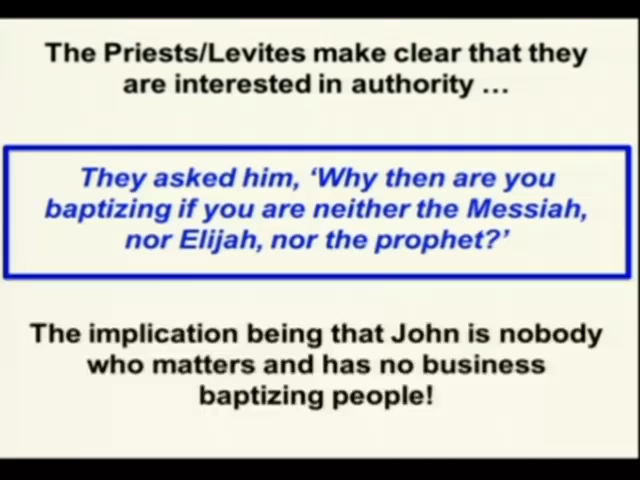 The Priests/Levites make clear that they
are interested in authority …
They asked him, ‘Why then are you
baptizing if you are neither the Messiah,
nor Elijah, nor the prophet?’
The implication being that John is nobody
who matters and has no business
baptizing people!